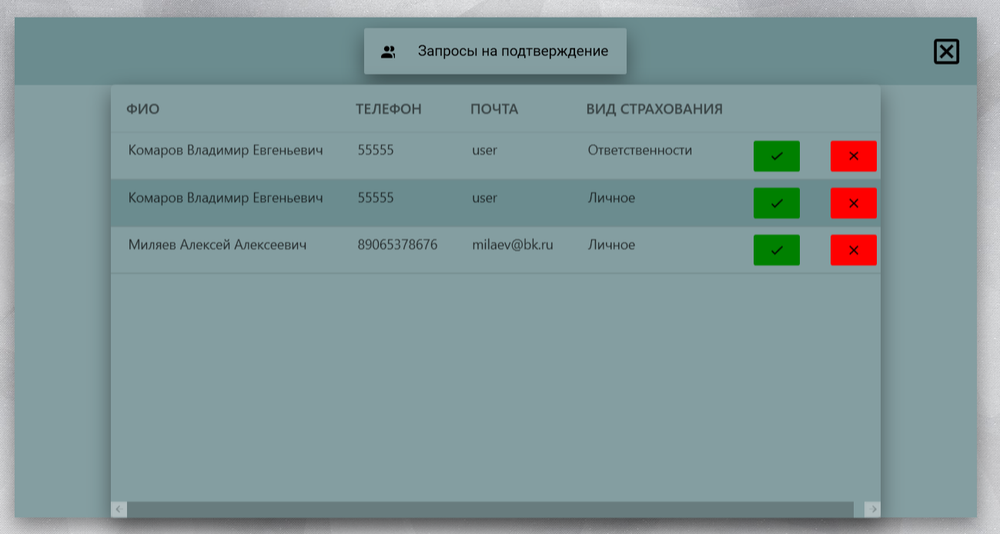 Запросы на подтверждение
ФИО ТЕЛЕФОН ПОЧТА ВИД СТРАХОВАНИЯ
Комаров Владимир Евгеньевич 55555 user Ответственности
Комаров Владимир Евгеньевич 55555 user Личное
Миляев Алексей Алексеевич 89065378676 milaev@bk.ru Личное